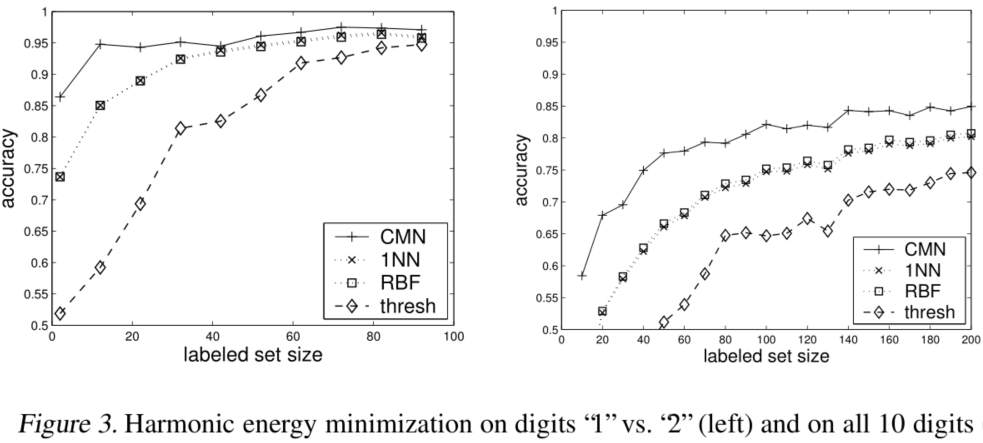 1
0.95
0.9
0.85
0.8
0.75
0.7
0.65
0.6
0.55
0.5
accuracy
0 20 40 60 80 100
labeled set size
CMN
1NN
RBF
thresh
1
0.95
0.9
0.85
0.8
0.75
0.7
0.65
0.6
0.55
0.5
accuracy
0 20 40 60 80 100 120 140 160 180 200
labeled set size
CMN
1NN
RBF
thresh
Figure 3. Harmonic energy minimization on digits “1” vs. “2” (left) and on all 10 digits